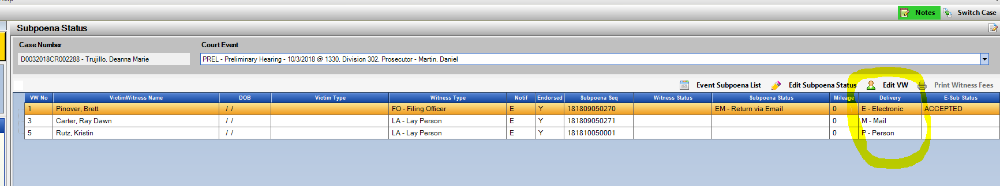 Help
Notes Switch Case
Subpoena Status
Case Number Court Event
D0032018CR002288 - Trujillo, Deanna Marie PREL - Preliminary Hearing - 10/3/2018 @ 1330, Division 302, Prosecutor - Martin, Daniel
Event Subpoena List Edit Subpoena Status Edit VW Print Witness Fees
VW No VictimWitness Name DOB Victim Type Witness Type Notif Endorsed Subpoena Seq Witness Status Subpoena Status Mileage Delivery E-Sub Status
1 Pinover, Brett / / FO - Filing Officer E Y 181809050270 EM - Return via Email 0 E - Electronic ACCEPTED
3 Carter, Ray Dawn / / LA - Lay Person E Y 181809050271 0 M - Mail
5 Rutz, Kristin / / LA - Lay Person E Y 181810050001 0 P - Person